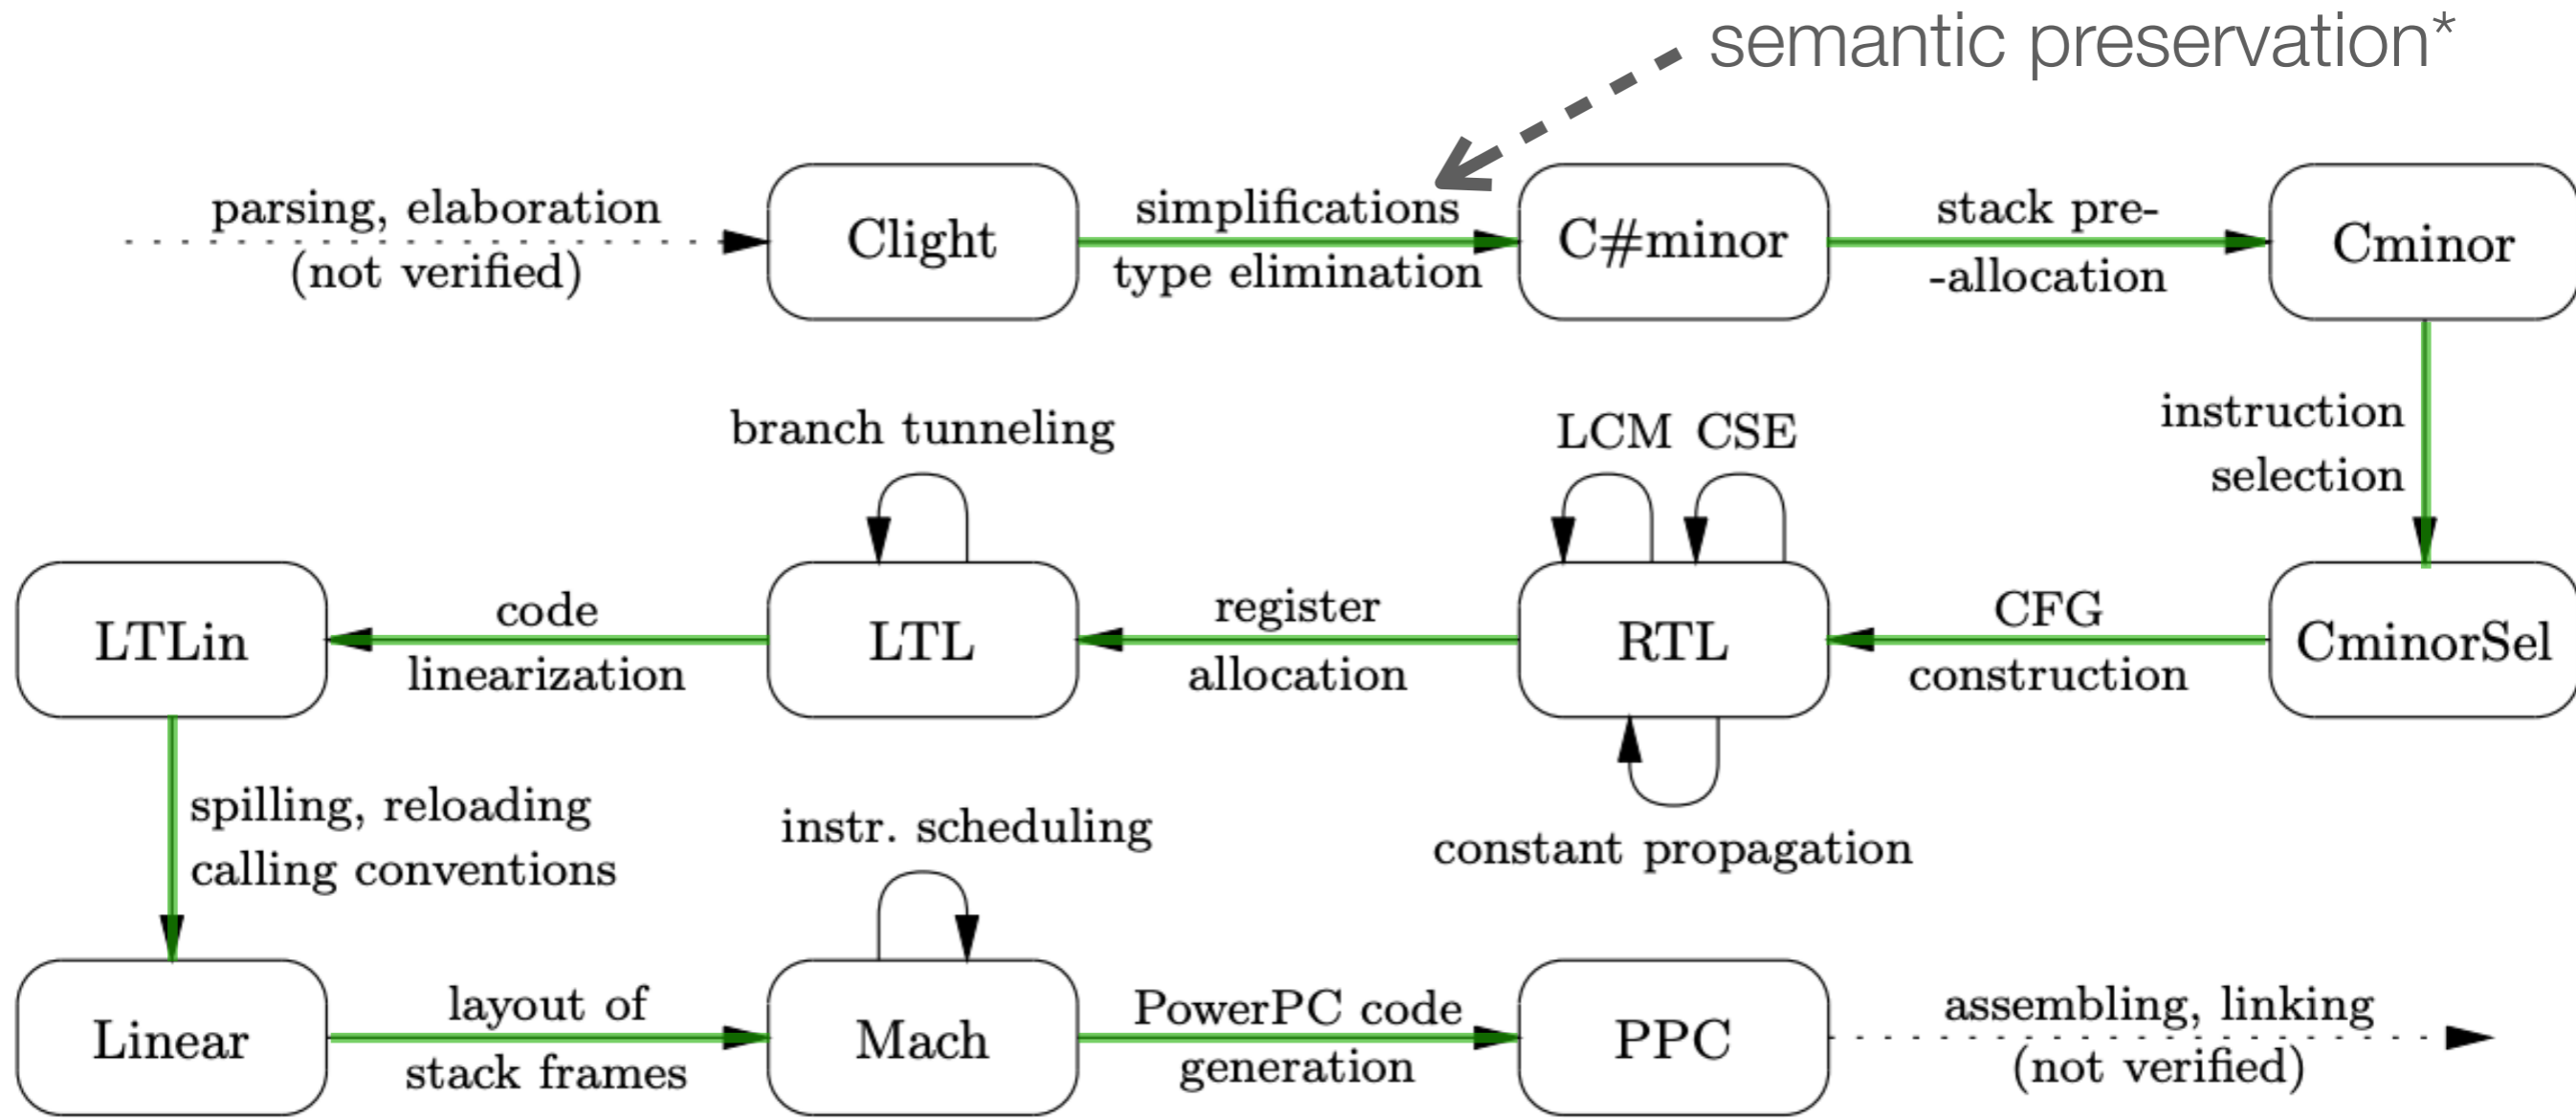 semantic preservation*
parsing, elaboration
(not verified)
Clight
simplifications
type elimination
C#minor
stack pre-
-allocation
Cminor
instruction
selection
branch tunneling
LCM CSE
LTLin
code
linearization
LTL
register
allocation
RTL
CFG
construction
CminorSel
constant propagation
spilling, reloading
calling conventions
instr. scheduling
Linear
layout of
stack frames
Mach
PowerPC code
generation
PPC
assembling, linking
(not verified)